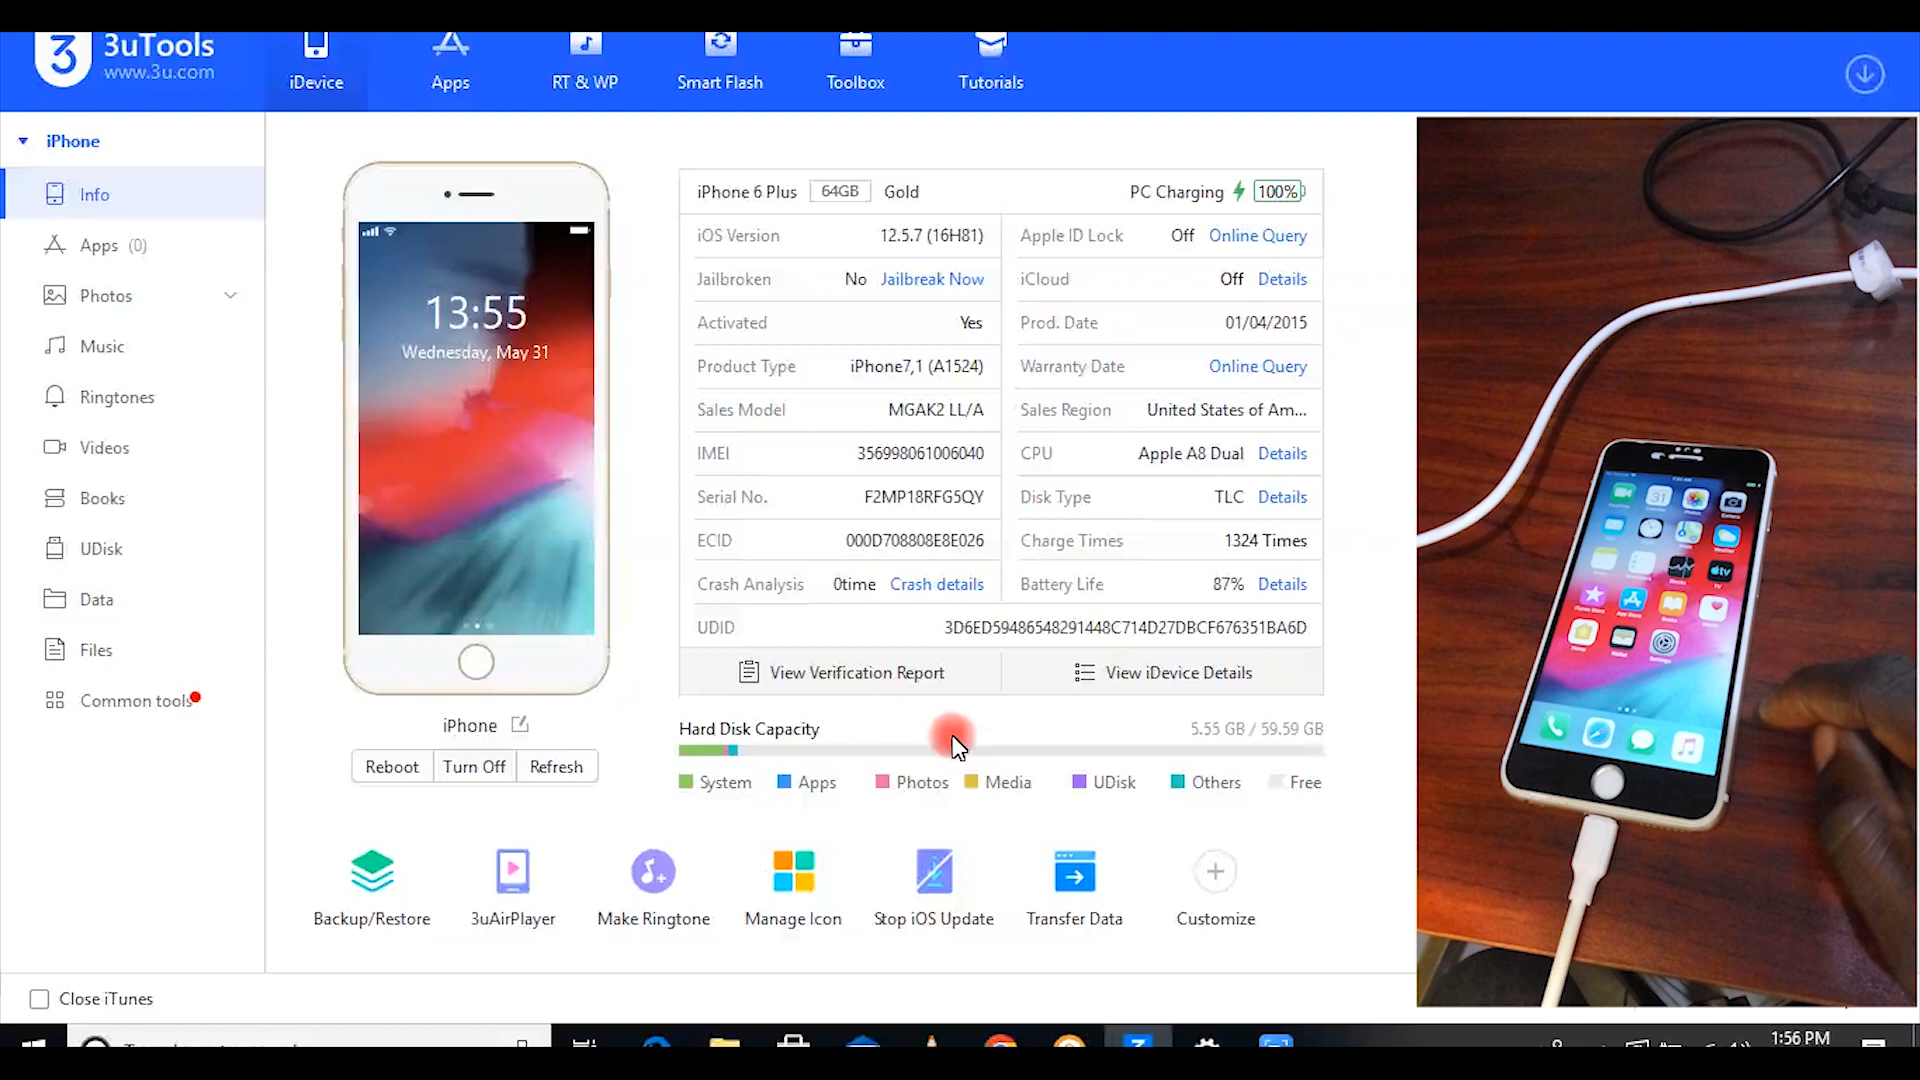 3uTools
www.3u.com
iDevice
Apps
RT & WP
Smart Flash
Toolbox
Tutorials
iPhone
Info
Apps (0)
Photos
Music
Ringtones
Videos
Books
UDisk
Data
Files
Common tools
13:55
Wednesday, May 31
iPhone
Reboot Turn Off Refresh
iPhone 6 Plus 64GB Gold PC Charging 100%
iOS Version 12.5.7 (16H81) Apple ID Lock Off Online Query
Jailbroken No Jailbreak Now iCloud Off Details
Activated Yes Prod. Date 01/04/2015
Product Type iPhone7,1 (A1524) Warranty Date Online Query
Sales Model MGAK2 LL/A Sales Region United States of Am...
IMEI 356998061006040 CPU Apple A8 Dual Details
Serial No. F2MP18RFG5QY Disk Type TLC Details
ECID 000D708808E8E026 Charge Times 1324 Times
Crash Analysis 0time Crash details Battery Life 87% Details
UDID 3D6ED59486548291448C714D27DBCF676351BA6D
View Verification Report View iDevice Details
Hard Disk Capacity 5.55 GB / 59.59 GB
System Apps Photos Media UDisk Others Free
Backup/Restore 3uAirPlayer Make Ringtone Manage Icon Stop iOS Update Transfer Data Customize
Close iTunes
1:56 PM